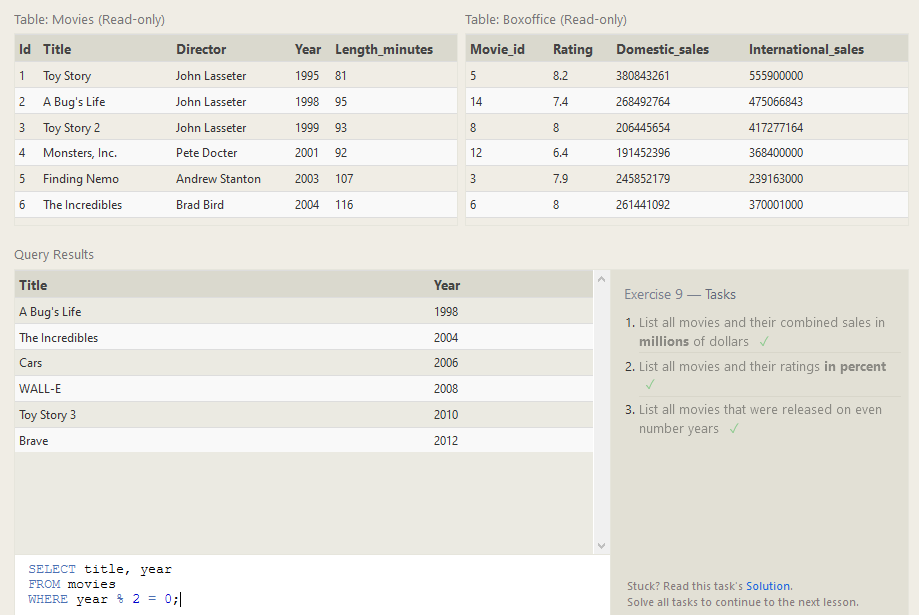 Table: Movies (Read-only)
Id Title Director Year Length_minutes
1 Toy Story John Lasseter 1995 81
2 A Bug's Life John Lasseter 1998 95
3 Toy Story 2 John Lasseter 1999 93
4 Monsters, Inc. Pete Docter 2001 92
5 Finding Nemo Andrew Stanton 2003 107
6 The Incredibles Brad Bird 2004 116
Table: Boxoffice (Read-only)
Movie_id Rating Domestic_sales International_sales
5 8.2 380843261 555900000
14 7.4 268492764 475066843
8 8 206445654 417277164
12 6.4 191452396 368400000
3 7.9 245852179 239163000
6 8 261441092 370001000
Query Results
Title Year
A Bug's Life 1998
The Incredibles 2004
Cars 2006
WALL-E 2008
Toy Story 3 2010
Brave 2012
SELECT title, year
FROM movies
WHERE year % 2 = 0;
Exercise 9 — Tasks
1. List all movies and their combined sales in
millions of dollars ✓
2. List all movies and their ratings in percent
✓
3. List all movies that were released on even
number years ✓
Stuck? Read this task's Solution.
Solve all tasks to continue to the next lesson.